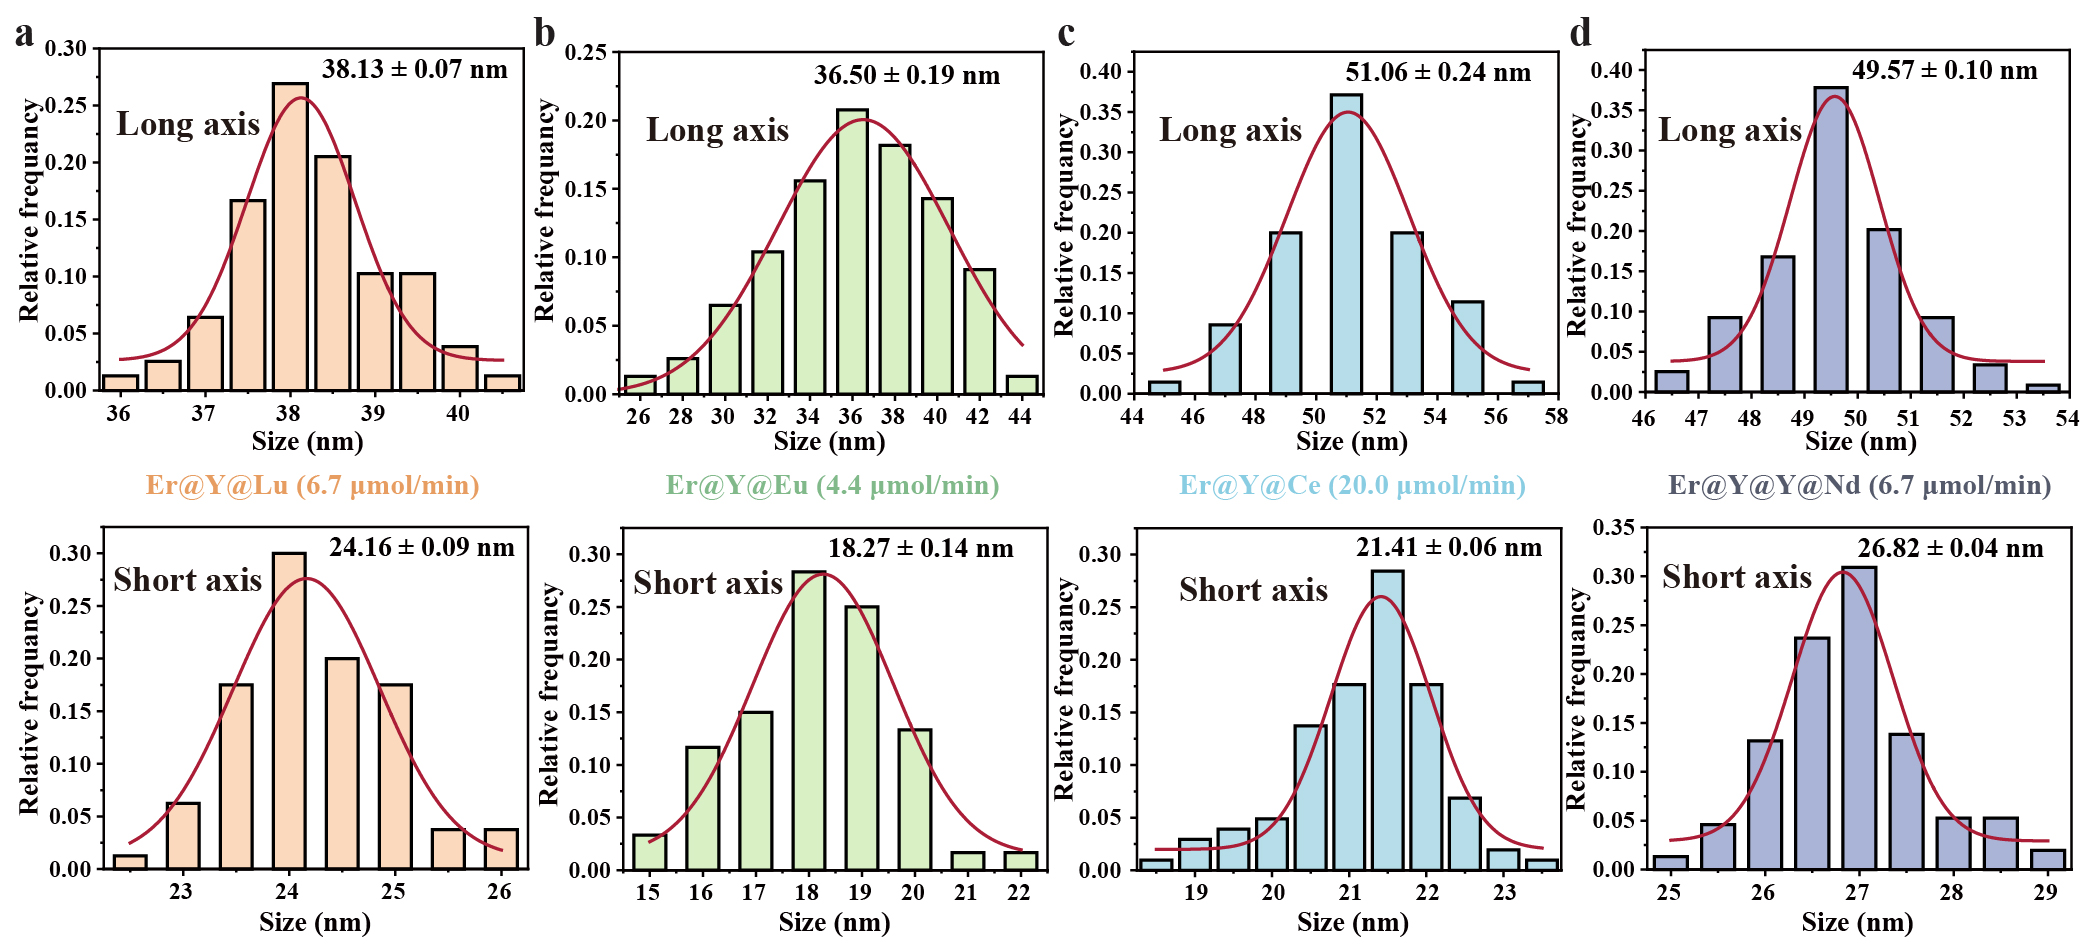 a
0.30
0.25
0.20
0.15
0.10
0.05
0.00
Relative frequancy
38.13 ± 0.07 nm
Long axis
36 37 38 39 40
Size (nm)
b
0.25
0.20
0.15
0.10
0.05
0.00
Relative frequancy
36.50 ± 0.19 nm
Long axis
26 28 30 32 34 36 38 40 42 44
Size (nm)
c
0.40
0.35
0.30
0.25
0.20
0.15
0.10
0.05
0.00
Relative frequancy
51.06 ± 0.24 nm
Long axis
44 46 48 50 52 54 56 58
Size (nm)
d
0.40
0.35
0.30
0.25
0.20
0.15
0.10
0.05
0.00
Relative frequancy
49.57 ± 0.10 nm
Long axis
46 47 48 49 50 51 52 53 54
Size (nm)
Er@Y@Lu (6.7 μmol/min)
Er@Y@Eu (4.4 μmol/min)
Er@Y@Ce (20.0 μmol/min)
Er@Y@Y@Nd (6.7 μmol/min)
0.30
0.25
0.20
0.15
0.10
0.05
0.00
Relative frequancy
24.16 ± 0.09 nm
Short axis
23 24 25 26
Size (nm)
0.30
0.25
0.20
0.15
0.10
0.05
0.00
Relative frequancy
18.27 ± 0.14 nm
Short axis
15 16 17 18 19 20 21 22
Size (nm)
0.30
0.25
0.20
0.15
0.10
0.05
0.00
Relative frequancy
21.41 ± 0.06 nm
Short axis
19 20 21 22 23
Size (nm)
0.35
0.30
0.25
0.20
0.15
0.10
0.05
0.00
Relative frequancy
26.82 ± 0.04 nm
Short axis
25 26 27 28 29
Size (nm)